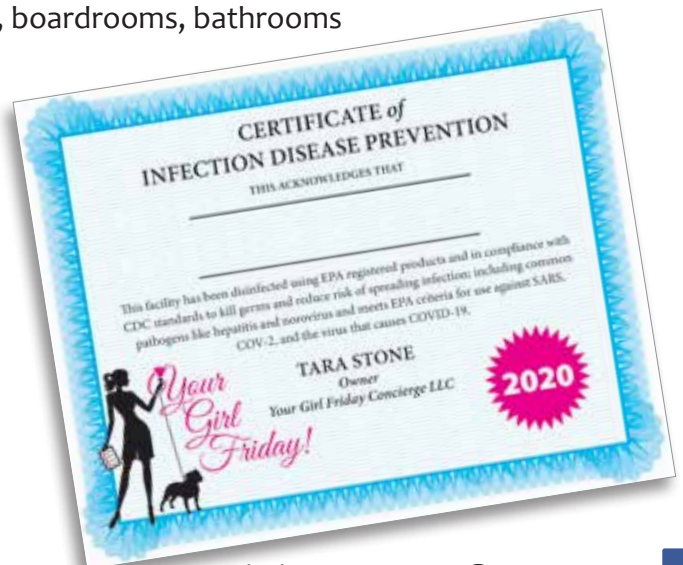 , boardrooms, bathrooms
CERTIFICATE of
INFECTION DISEASE PREVENTION
THIS ACKNOWLEDGES THAT
This facility has been disinfected using EPA registered products and in compliance with
CDC standards to kill germs and reduce risk of spreading infection; including common
pathogens like hepatitis and norovirus and meets EPA criteria for use against SARS,
COV-2, and the virus that causes COVID-19.
TARA STONE
Owner
Your Girl Friday Concierge LLC
Your
Girl
Friday!
2020